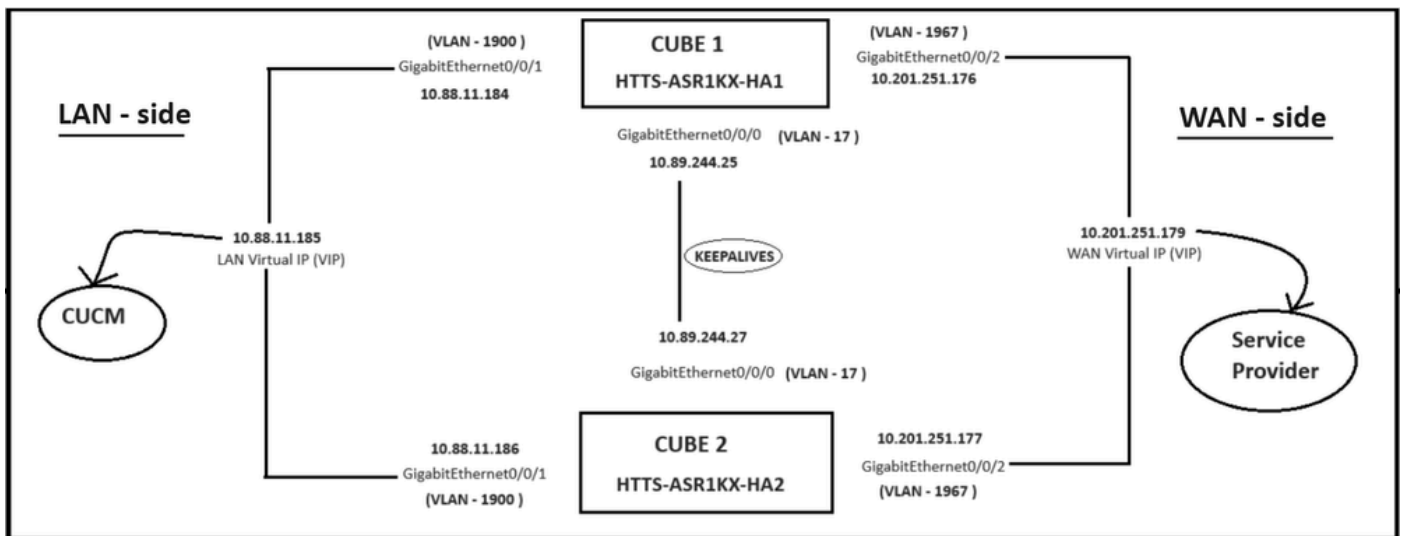 LAN - side
(VLAN - 1900)
GigabitEthernet0/0/1
10.88.11.184
CUBE 1
HTTS-ASR1KX-HA1
(VLAN - 1967)
GigabitEthernet0/0/2
10.201.251.176
WAN - side
GigabitEthernet0/0/0 (VLAN - 17)
10.89.244.25
10.88.11.185
LAN Virtual IP (VIP)
CUCM
KEEPALIVES
10.201.251.179
WAN Virtual IP (VIP)
Service
Provider
10.89.244.27
GigabitEthernet0/0/0 (VLAN - 17)
10.88.11.186
GigabitEthernet0/0/1
(VLAN - 1900)
CUBE 2
HTTS-ASR1KX-HA2
10.201.251.177
GigabitEthernet0/0/2
(VLAN - 1967)